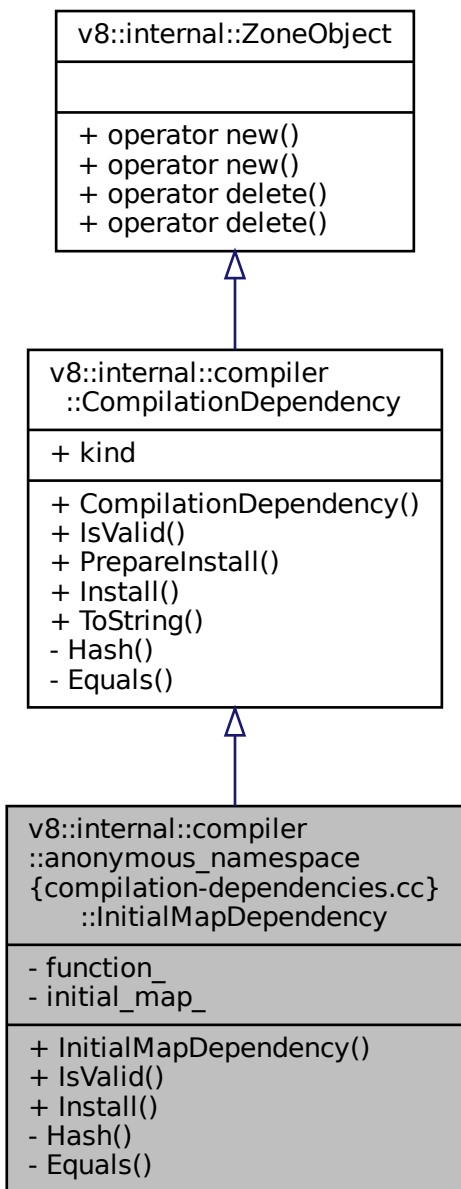 v8::internal::ZoneObject
+ operator new()
+ operator new()
+ operator delete()
+ operator delete()
v8::internal::compiler
::CompilationDependency
+ kind
+ CompilationDependency()
+ IsValid()
+ PrepareInstall()
+ Install()
+ ToString()
- Hash()
- Equals()
v8::internal::compiler
::anonymous_namespace
{compilation-dependencies.cc}
::InitialMapDependency
- function_
- initial_map_
+ InitialMapDependency()
+ IsValid()
+ Install()
- Hash()
- Equals()